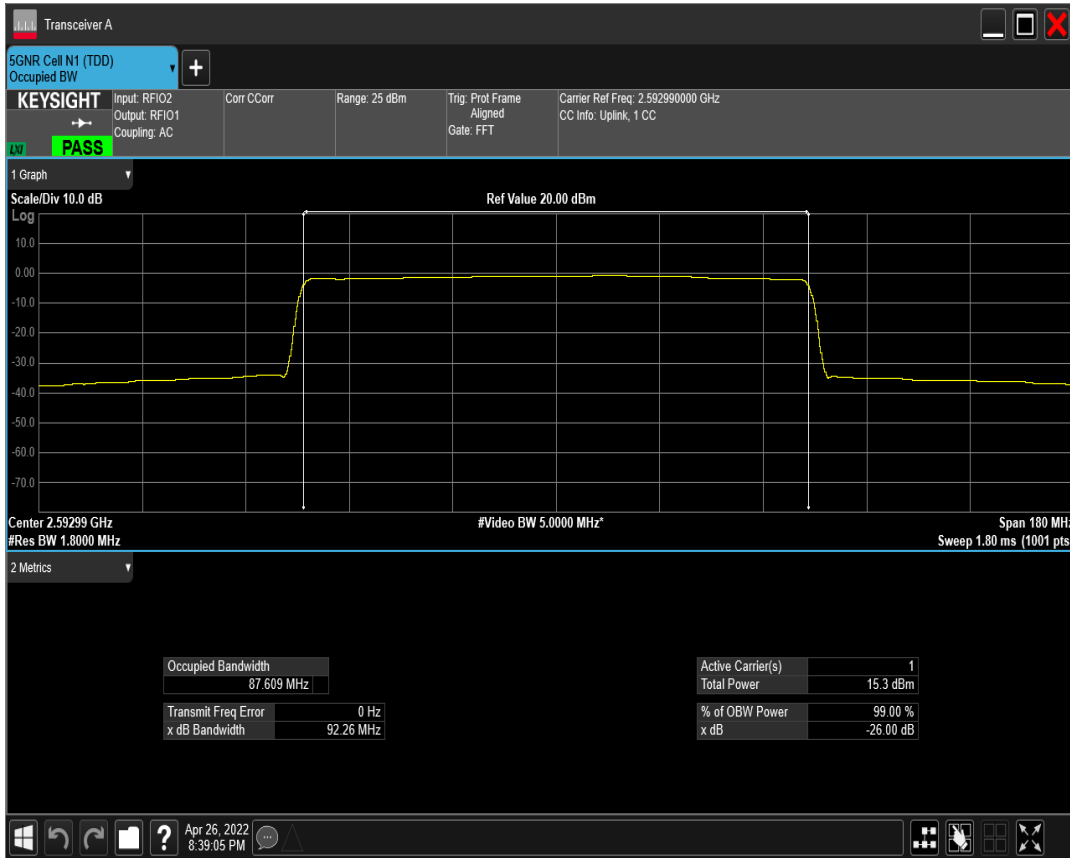 Transceiver A
5GNR Cell N1 (TDD)
Occupied BW
+
KEYSIGHT
LXI
PASS
Input: RFIO2
Output: RFIO1
Coupling: AC
Corr CCorr
Range: 25 dBm
Trig: Prot Frame
Aligned
Gate: FFT
Carrier Ref Freq: 2.592990000 GHz
CC Info: Uplink, 1 CC
1 Graph
Scale/Div 10.0 dB
Ref Value 20.00 dBm
Log
10.0
0.00
-10.0
-20.0
-30.0
-40.0
-50.0
-60.0
-70.0
Center 2.59299 GHz
#Video BW 5.0000 MHz*
Span 180 MHz
#Res BW 1.8000 MHz
Sweep 1.80 ms (1001 pts
2 Metrics
Occupied Bandwidth
87.609 MHz
Transmit Freq Error 0 Hz
x dB Bandwidth 92.26 MHz
Active Carrier(s) 1
Total Power 15.3 dBm
% of OBW Power 99.00 %
x dB -26.00 dB
?
Apr 26, 2022
8:39:05 PM